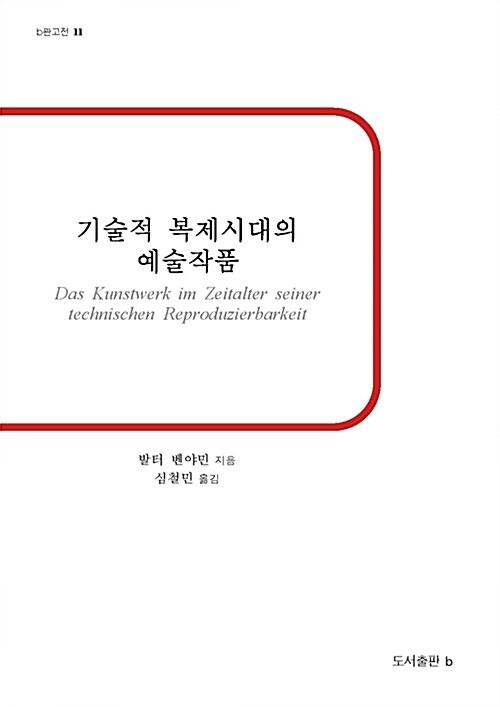 b판고전 11
기술적 복제시대의
예술작품
Das Kunstwerk im Zeitalter seiner
technischen Reproduzierbarkeit
발터 벤야민 지음
심철민 옮김
도서출판 b